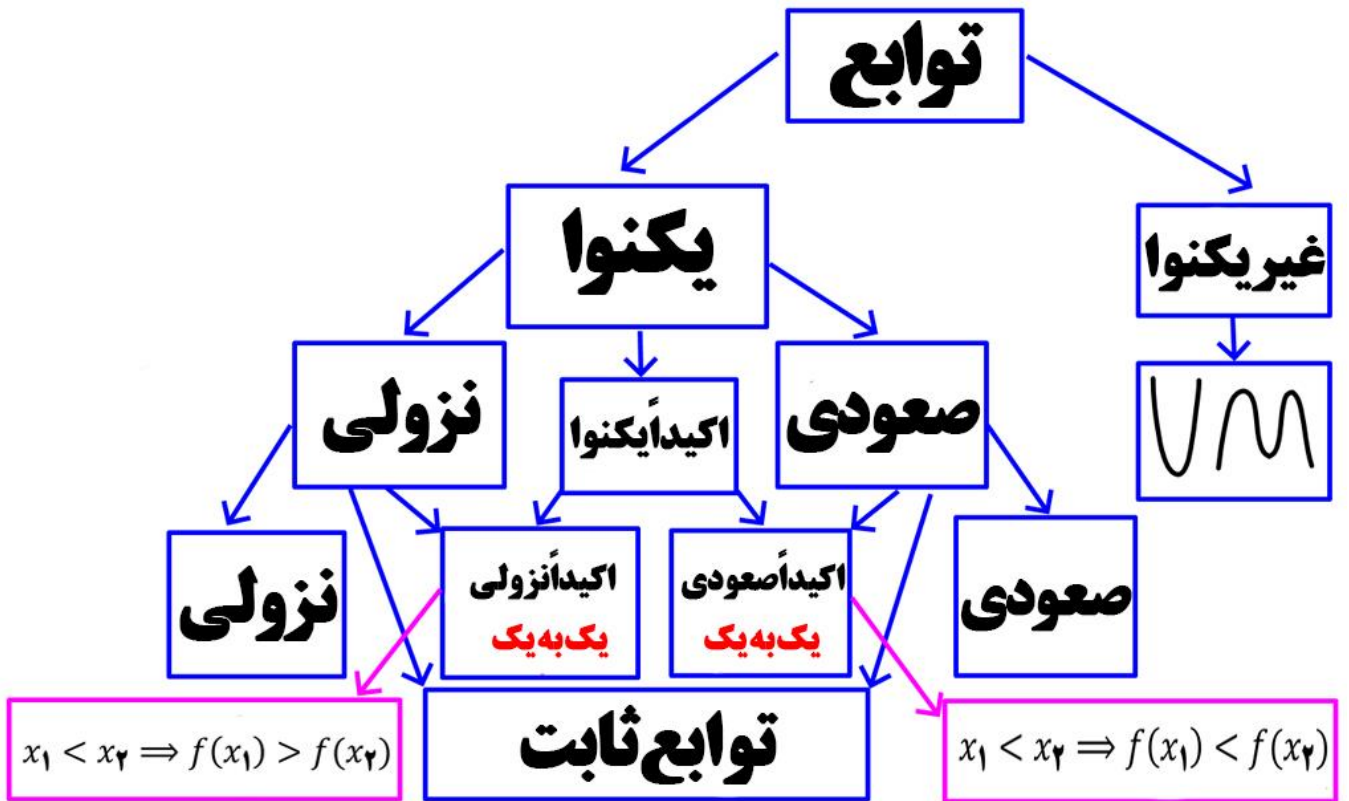 توابع
یکنوا
غیریکنوا
نزولی
اکیداًیکنوا
صعودی
نزولی
اکیداًنزولی
یک‌به‌یک
اکیداًصعودی
یک‌به‌یک
صعودی
x₁ < x₂ ⟹ f(x₁) > f(x₂)
توابع ثابت
x₁ < x₂ ⟹ f(x₁) < f(x₂)